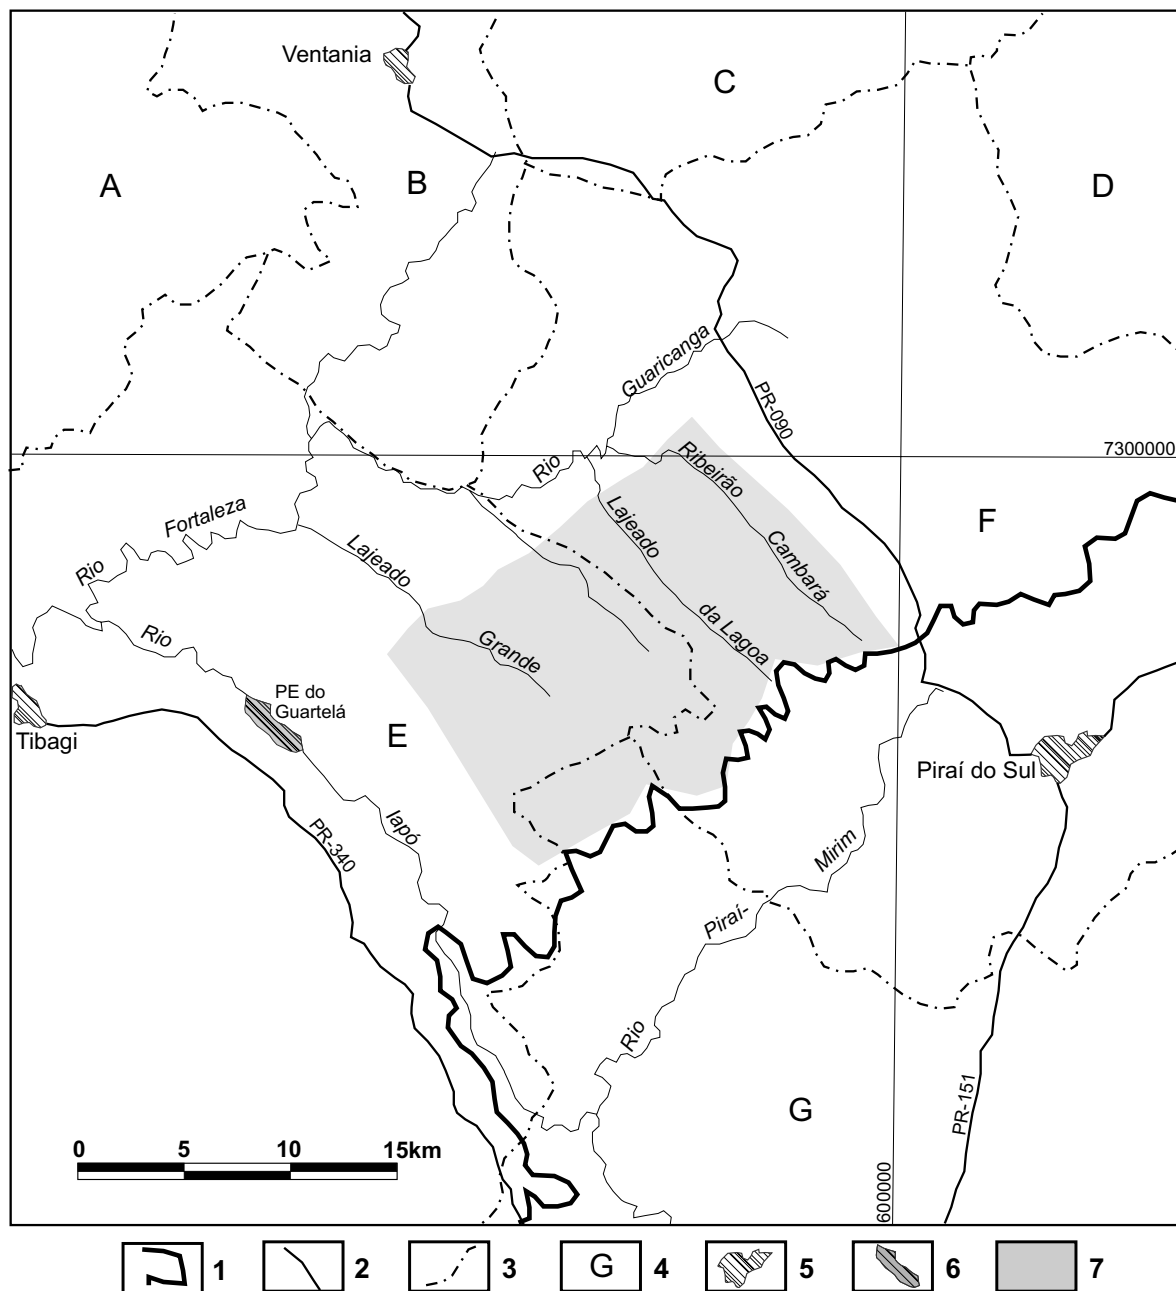 Ventania
C
A
B
D
Guaricanga
PR-090
7300000
Rio
Ribeirão
Fortaleza
Lajeado
F
Lajeado
Cambará
Rio
Rio
da Lagoa
Grande
PE do
Guartelá
E
Tibagi
Piraí do Sul
Iapó
PR-340
Mirim
Piraí-
Rio
G
PR-151
0 5 10 15km
600000
1 2 3 G 4 5 6 7